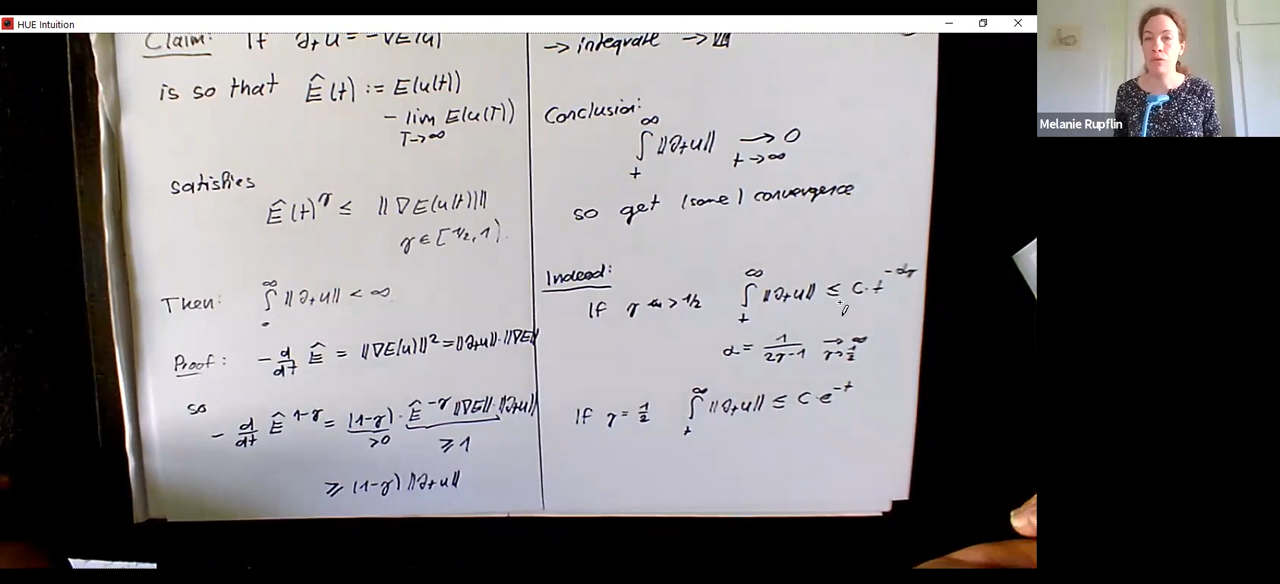 HUE Intuition
Claim: If ∂ₜu = -∇E(u)
is so that Ê(t) := E(u(t))
- lim E(u(T))
T→∞
satisfies
Ê(t)^γ ≤ ||∇E(u(t))||
γ ∈ [1/2, 1).
Then: ∫₀^∞ ||∂ₜu|| < ∞
Proof: -d/dt Ê = ||∇E(u)||² = ||∂ₜu||·||∇E||
so
-d/dt Ê^(1-γ) = (1-γ) · Ê^(-γ) ||∇E|| · ||∂ₜu||
>0 ≥1
≥ (1-γ) ||∂ₜu||
→ integrate →
Conclusion:
∫ₜ^∞ ||∂ₜu|| → 0
t→∞
so get (some) convergence
Indeed:
If γ > 1/2 ∫ₜ^∞ ||∂ₜu|| ≤ C·t^(-αγ)
α = 1/(2γ-1) → ∞
γ→1/2
If γ = 1/2 ∫ₜ^∞ ||∂ₜu|| ≤ C·e^(-t)
Melanie Rupflin